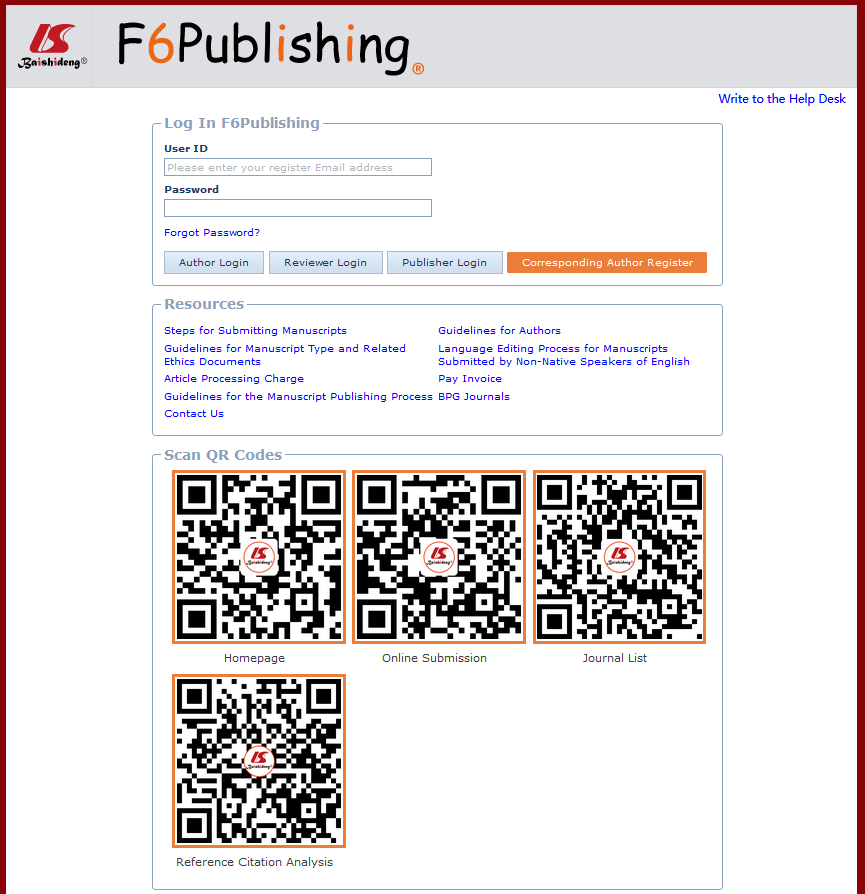 Baishideng®
F6Publishing®
Write to the Help Desk
Log In F6Publishing
User ID
Please enter your register Email address
Password
Forgot Password?
Author Login
Reviewer Login
Publisher Login
Corresponding Author Register
Resources
Steps for Submitting Manuscripts
Guidelines for Authors
Guidelines for Manuscript Type and Related
Ethics Documents
Language Editing Process for Manuscripts
Submitted by Non-Native Speakers of English
Article Processing Charge
Pay Invoice
Guidelines for the Manuscript Publishing Process
BPG Journals
Contact Us
Scan QR Codes
Baishideng®
Baishideng®
Baishideng®
Homepage
Online Submission
Journal List
Baishideng®
Reference Citation Analysis